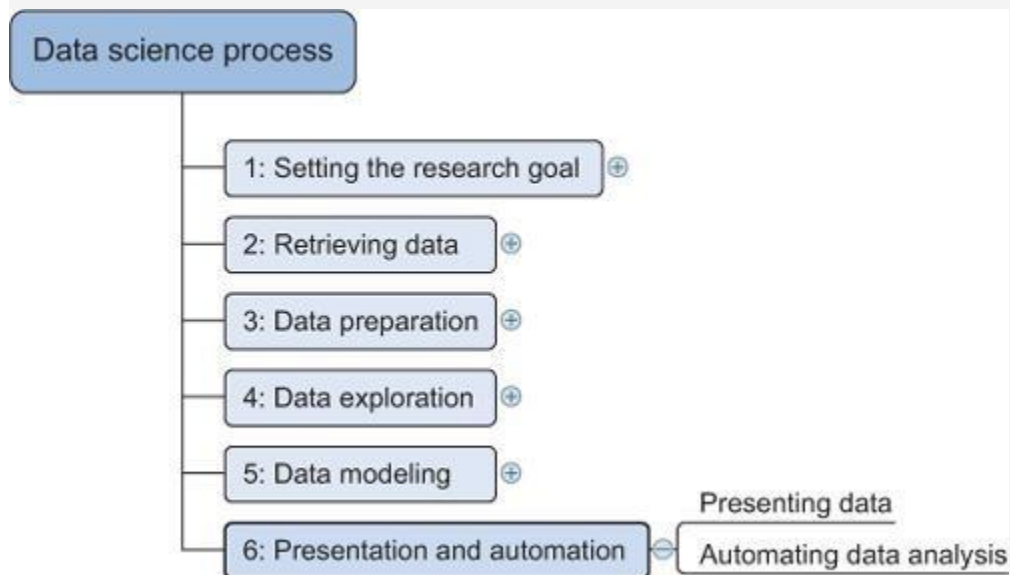 Data science process
1: Setting the research goal
2: Retrieving data
3: Data preparation
4: Data exploration
5: Data modeling
6: Presentation and automation
Presenting data
Automating data analysis